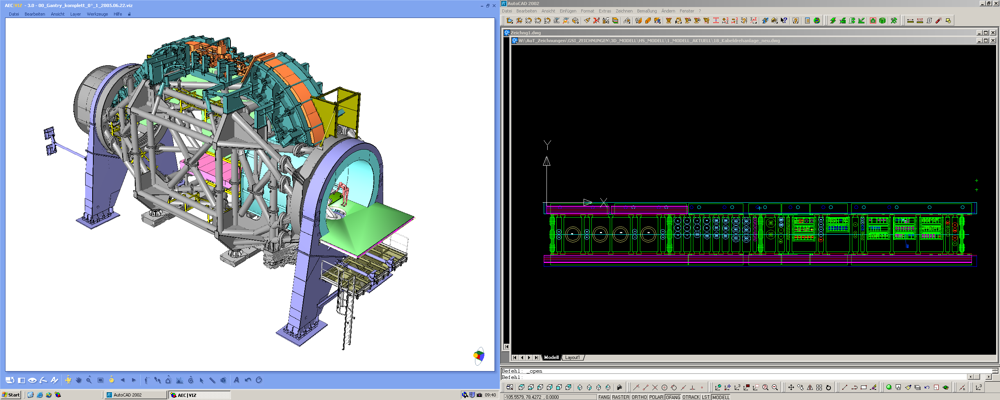 AEC|VIZ - 3.0 - 00_Gantry_komplett_0°_1_2005.06.22.viz
Datei Bearbeiten Ansicht Layer Werkzeuge Hilfe
AutoCAD 2002
Datei Bearbeiten Ansicht Einfügen Format Extras Zeichnen Bemaßung Ändern Fenster ?
Zeichng1.dwg
W:\AuT_Zeichnungen\GSI_ZEICHNUNGEN\3D_MODELL\HS_MODELL\1_MODELL_AKTUELL\18_Kabeldrehanlage_neu.dwg
Y
X
Modell Layout1
Befehl: _open
Befehl:
Start AutoCAD 2002 AEC|VIZ 09:40
-105.5579, 78.4272 , 0.0000 FANG RASTER ORTHO POLAR OFANG OTRACK LST MODELL